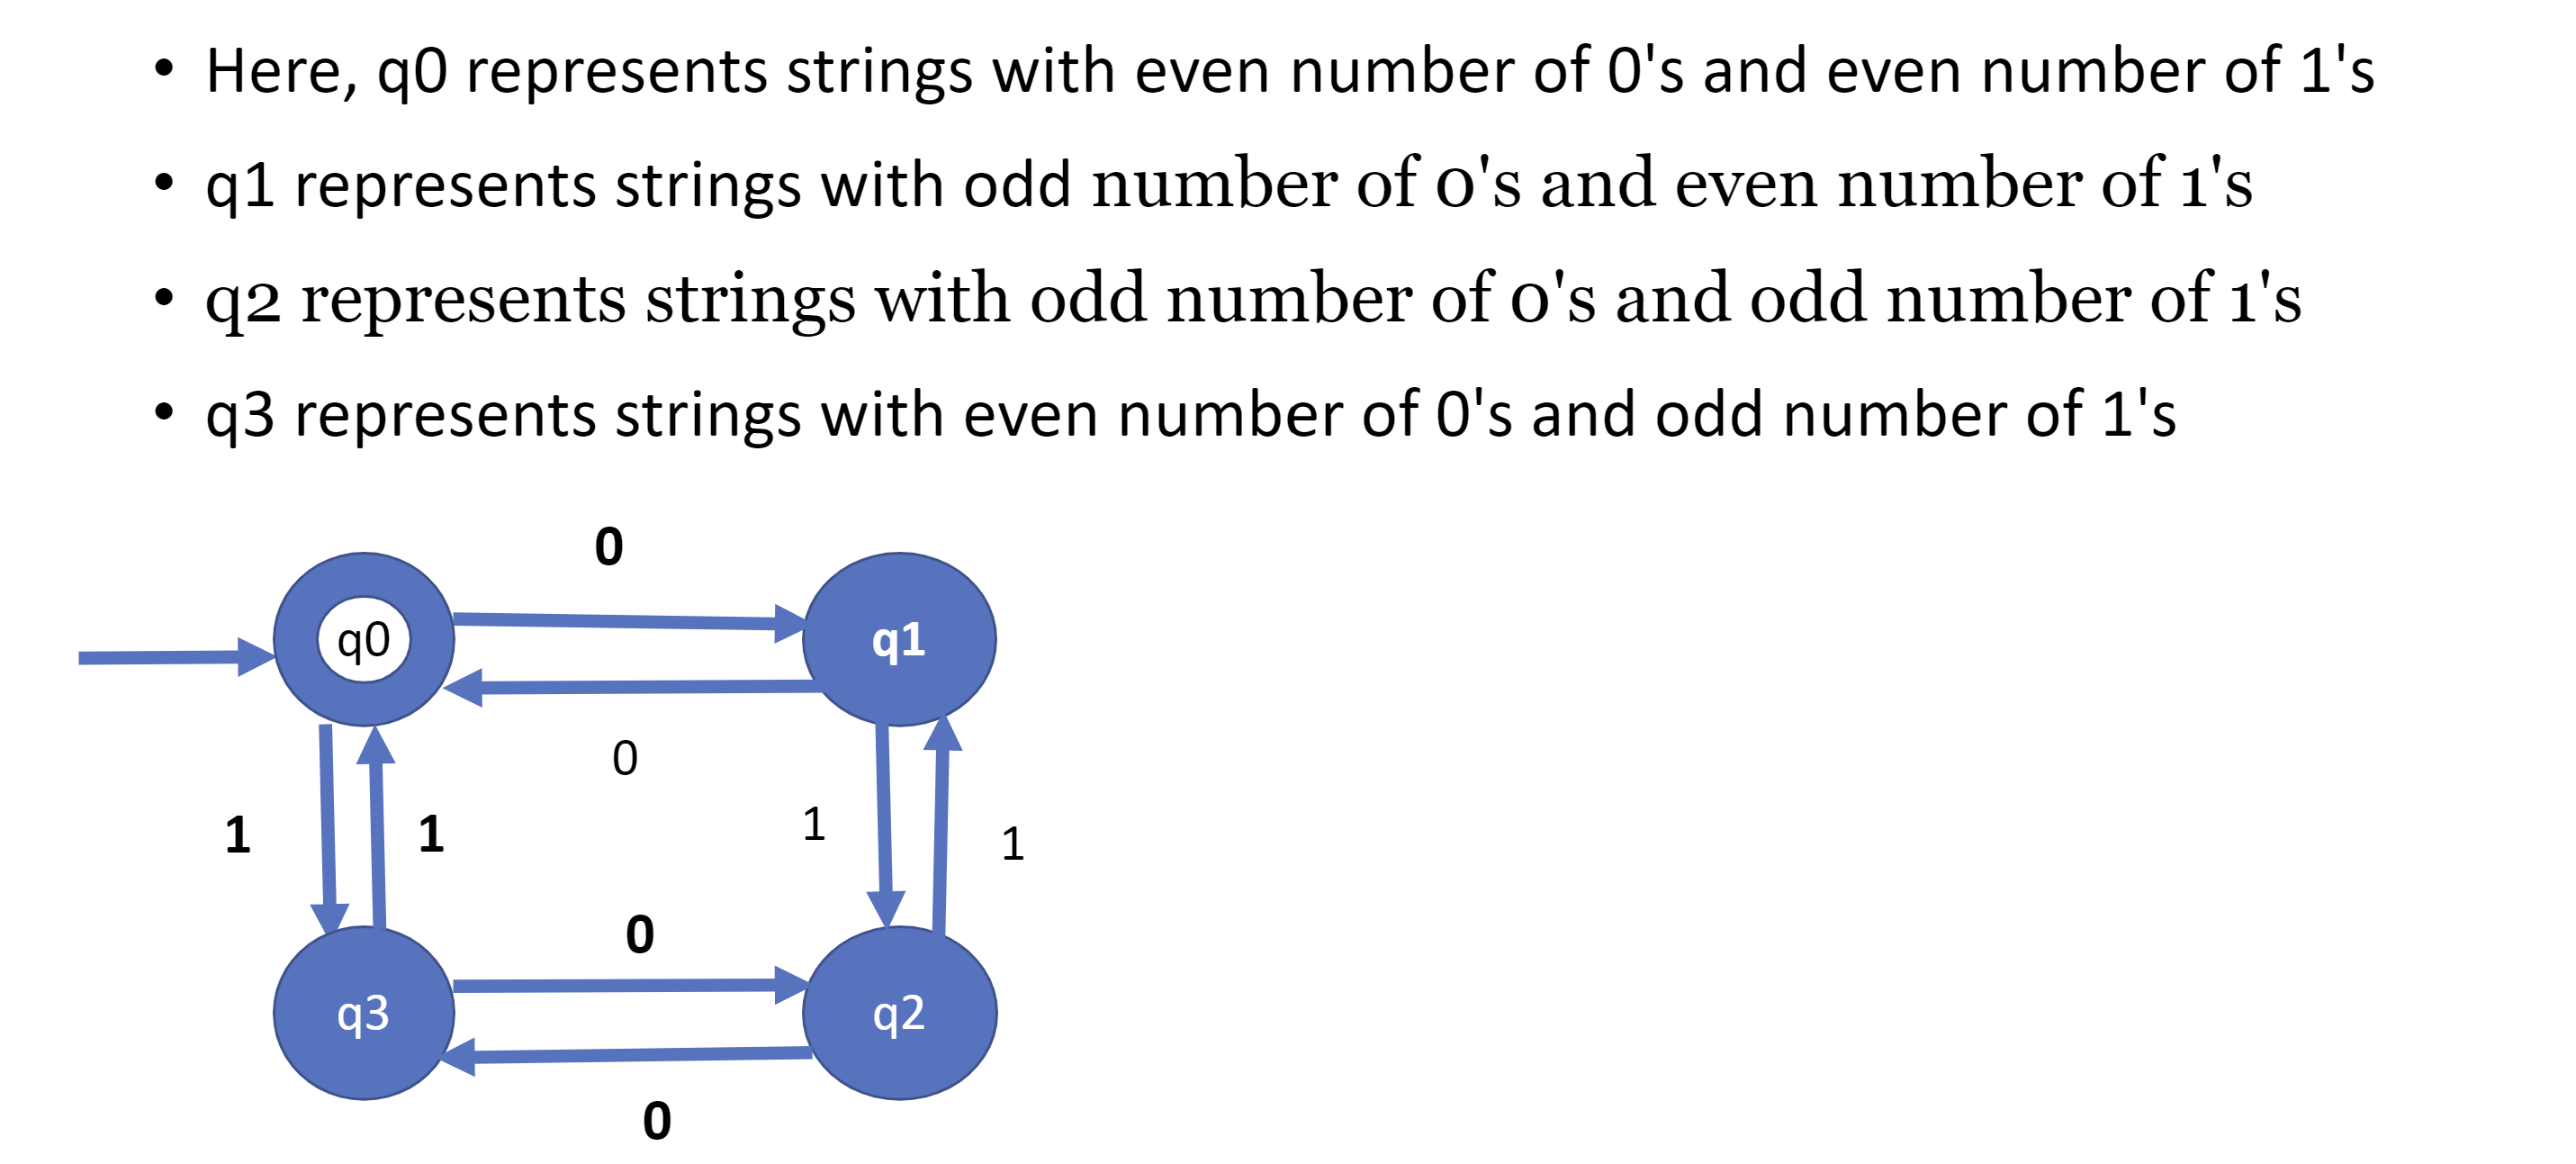 • Here, q0 represents strings with even number of 0's and even number of 1's
• q1 represents strings with odd number of 0's and even number of 1's
• q2 represents strings with odd number of 0's and odd number of 1's
• q3 represents strings with even number of 0's and odd number of 1's
0
q0
q1
0
1
1
1
1
0
q3
q2
0